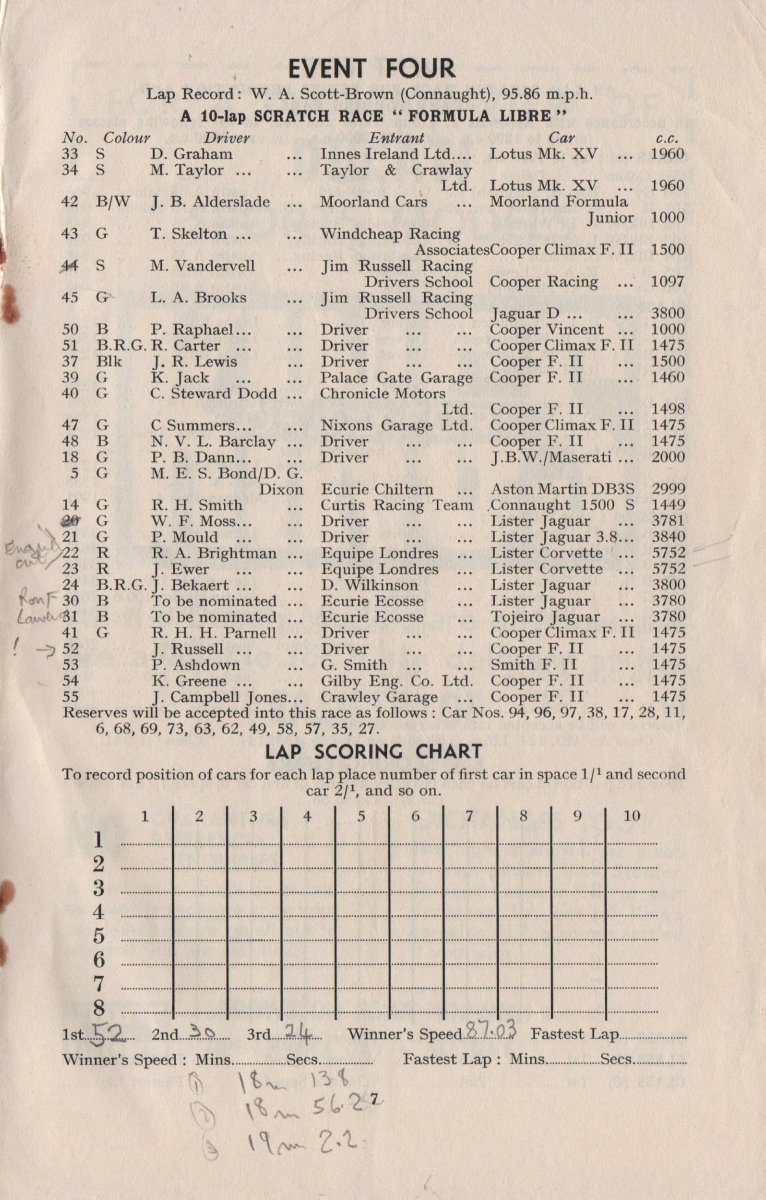 EVENT FOUR
Lap Record : W. A. Scott-Brown (Connaught), 95.86 m.p.h.
A 10-lap SCRATCH RACE “ FORMULA LIBRE ”
No. Colour Driver Entrant Car c.c.
33 S D. Graham ... Innes Ireland Ltd.... Lotus Mk. XV ... 1960
34 S M. Taylor ... ... Taylor & Crawlay
Ltd. Lotus Mk. XV ... 1960
42 B/W J. B. Alderslade ... Moorland Cars ... Moorland Formula
Junior 1000
43 G T. Skelton ... ... Windcheap Racing
Associates Cooper Climax F. II 1500
44 S M. Vandervell ... Jim Russell Racing
Drivers School Cooper Racing ... 1097
45 G L. A. Brooks ... Jim Russell Racing
Drivers School Jaguar D ... ... 3800
50 B P. Raphael... ... Driver ... ... Cooper Vincent ... 1000
51 B.R.G. R. Carter ... ... Driver ... ... Cooper Climax F. II 1475
37 Blk J. R. Lewis ... Driver ... ... Cooper F. II ... 1500
39 G K. Jack ... ... Palace Gate Garage Cooper F. II ... 1460
40 G C. Steward Dodd ... Chronicle Motors
Ltd. Cooper F. II ... 1498
47 G C Summers... ... Nixons Garage Ltd. Cooper Climax F. II 1475
48 B N. V. L. Barclay ... Driver ... ... Cooper F. II ... 1475
18 G P. B. Dann... ... Driver ... ... J.B.W./Maserati ... 2000
5 G M. E. S. Bond/D. G.
Dixon Ecurie Chiltern ... Aston Martin DB3S 2999
14 G R. H. Smith ... Curtis Racing Team Connaught 1500 S 1449
20 G W. F. Moss... ... Driver ... ... Lister Jaguar ... 3781
21 G P. Mould ... ... Driver ... ... Lister Jaguar 3.8... 3840
22 R R. A. Brightman ... Equipe Londres ... Lister Corvette ... 5752
23 R J. Ewer ... ... Equipe Londres ... Lister Corvette ... 5752
24 B.R.G. J. Bekaert ... ... D. Wilkinson ... Lister Jaguar ... 3800
Ron F 30 B To be nominated ... Ecurie Ecosse ... Lister Jaguar ... 3780
31 B To be nominated ... Ecurie Ecosse ... Tojeiro Jaguar ... 3780
41 G R. H. H. Parnell ... Driver ... ... Cooper Climax F. II 1475
! → 52 J. Russell ... ... Driver ... ... Cooper F. II ... 1475
53 P. Ashdown ... G. Smith ... ... Smith F. II ... 1475
54 K. Greene ... ... Gilby Eng. Co. Ltd. Cooper F. II ... 1475
55 J. Campbell Jones... Crawley Garage ... Cooper F. II ... 1475
Reserves will be accepted into this race as follows : Car Nos. 94, 96, 97, 38, 17, 28, 11,
6, 68, 69, 73, 63, 62, 49, 58, 57, 35, 27.
LAP SCORING CHART
To record position of cars for each lap place number of first car in space 1/¹ and second
car 2/¹, and so on.
1 2 3 4 5 6 7 8 9 10
1
2
3
4
5
6
7
8
1st...52... 2nd...30... 3rd...24... Winner's Speed 87.03 Fastest Lap...
Winner's Speed : Mins...Secs... Fastest Lap : Mins...Secs...
① 18m 13.8
② 18m 56.2
7
③ 19m 2.2